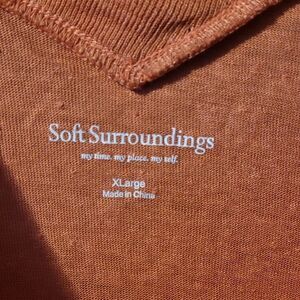 Soft Surroundings
my time. my place. my self.
XLarge
Made in China